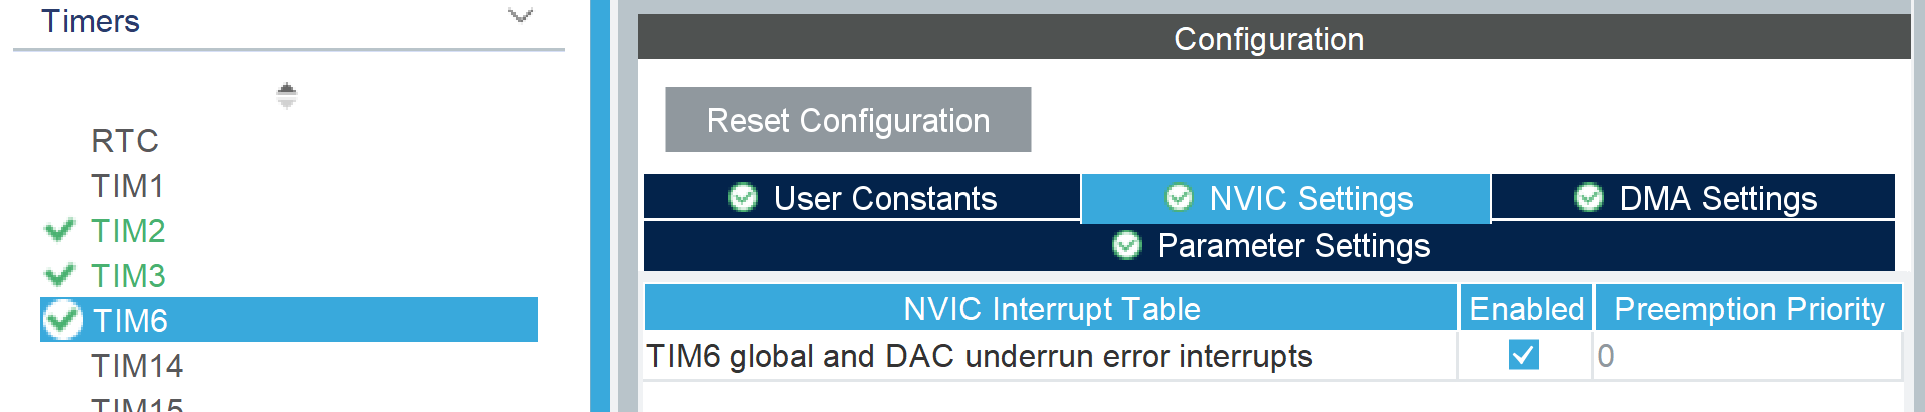 Timers
RTC
TIM1
TIM2
TIM3
TIM6
TIM14
TIM15
Configuration
Reset Configuration
User Constants
NVIC Settings
DMA Settings
Parameter Settings
NVIC Interrupt Table
Enabled
Preemption Priority
TIM6 global and DAC underrun error interrupts
0